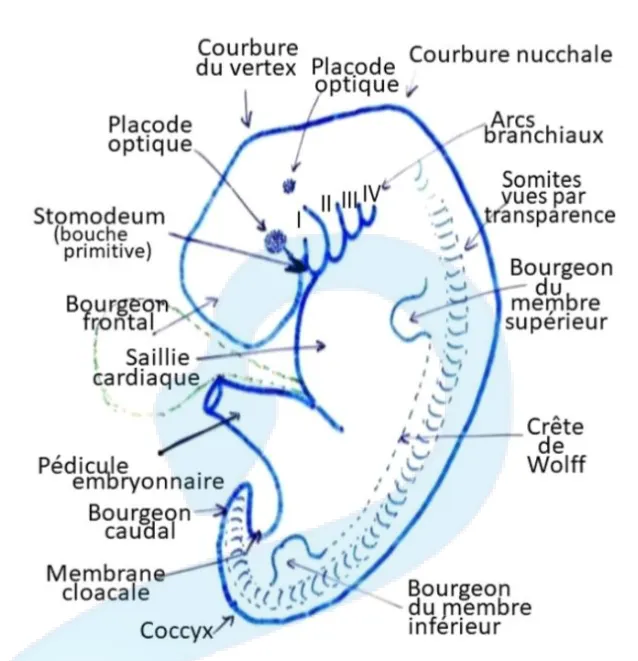 Courbure
du vertex
Placode
optique
Courbure nucchale
Placode
optique
Arcs
branchiaux
I II III IV
Somites
vues par
transparence
Stomodeum
(bouche
primitive)
Bourgeon
du
membre
supérieur
Bourgeon
frontal
Saillie
cardiaque
Crête
de
Wolff
Pédicule
embryonnaire
Bourgeon
caudal
Membrane
cloacale
Bourgeon
du membre
inférieur
Coccyx